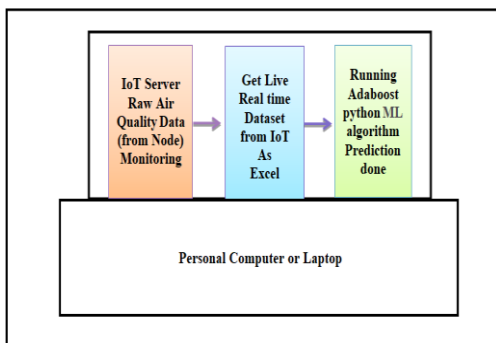 IoT Server
Raw Air
Quality Data
(from Node)
Monitoring
Get Live
Real time
Dataset
from IoT
As
Excel
Running
Adaboost
python ML
algorithm
Prediction
done
Personal Computer or Laptop